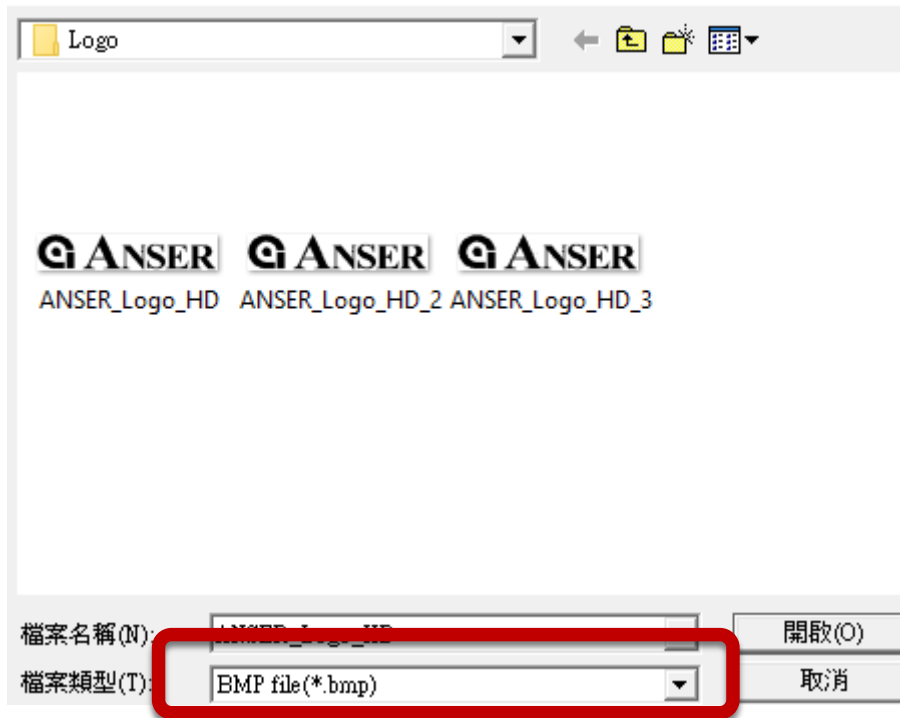 Logo
G ANSER G ANSER G ANSER
ANSER_Logo_HD ANSER_Logo_HD_2 ANSER_Logo_HD_3
檔案名稱(N): ANSER_Logo_HD 開啟(O)
檔案類型(T): BMP file(*.bmp) 取消